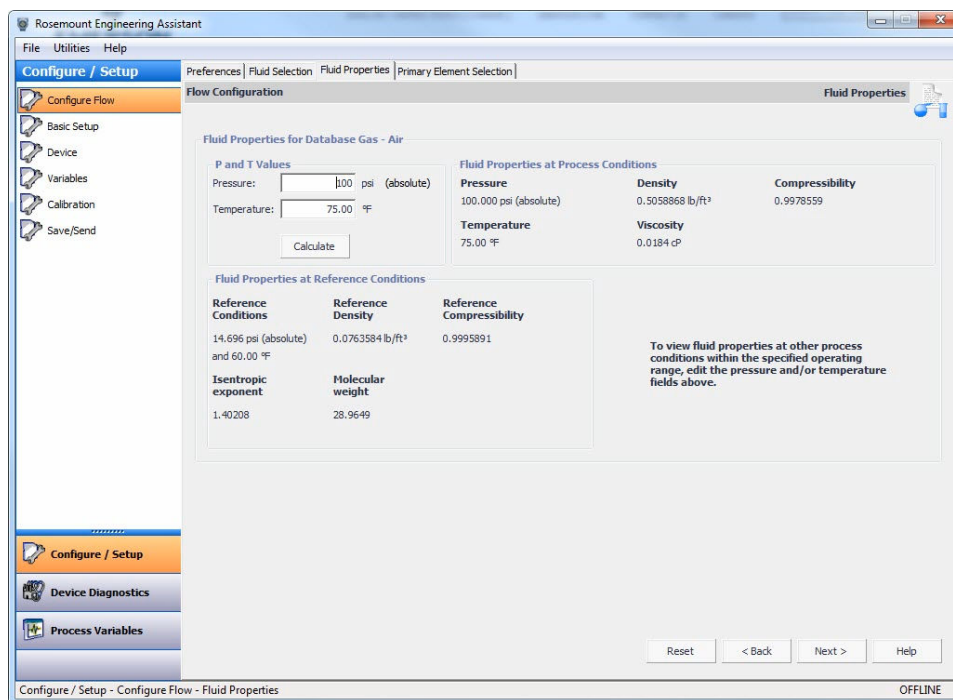 Rosemount Engineering Assistant
File Utilities Help
Configure / Setup
Configure Flow
Basic Setup
Device
Variables
Calibration
Save/Send
Preferences Fluid Selection Fluid Properties Primary Element Selection
Flow Configuration Fluid Properties
Fluid Properties for Database Gas - Air
P and T Values
Pressure: 100 psi (absolute)
Temperature: 75.00 °F
Calculate
Fluid Properties at Process Conditions
Pressure Density Compressibility
100.000 psi (absolute) 0.5058868 lb/ft³ 0.9978559
Temperature Viscosity
75.00 °F 0.0184 cP
Fluid Properties at Reference Conditions
Reference Conditions Reference Density Reference Compressibility
14.696 psi (absolute) and 60.00 °F 0.0763584 lb/ft³ 0.9995891
Isentropic exponent Molecular weight
1.40208 28.9649
To view fluid properties at other process
conditions within the specified operating
range, edit the pressure and/or temperature
fields above.
Configure / Setup
Device Diagnostics
Process Variables
Reset < Back Next > Help
Configure / Setup - Configure Flow - Fluid Properties OFFLINE